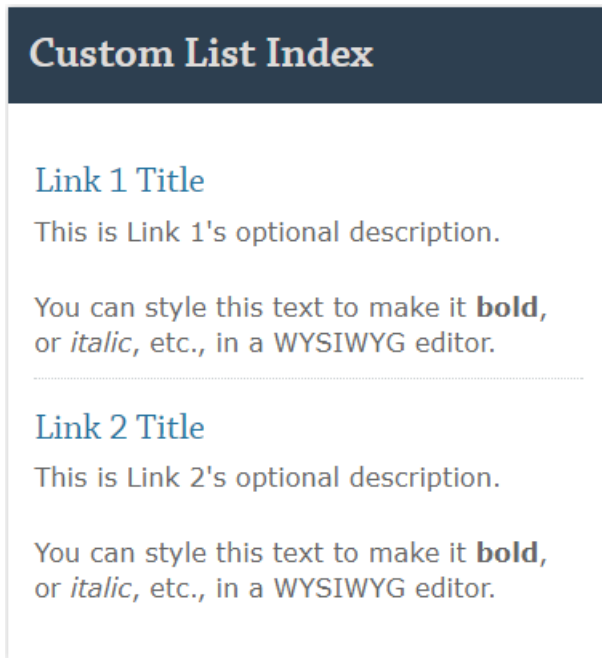 Custom List Index
Link 1 Title
This is Link 1's optional description.
You can style this text to make it bold,
or italic, etc., in a WYSIWYG editor.
Link 2 Title
This is Link 2's optional description.
You can style this text to make it bold,
or italic, etc., in a WYSIWYG editor.